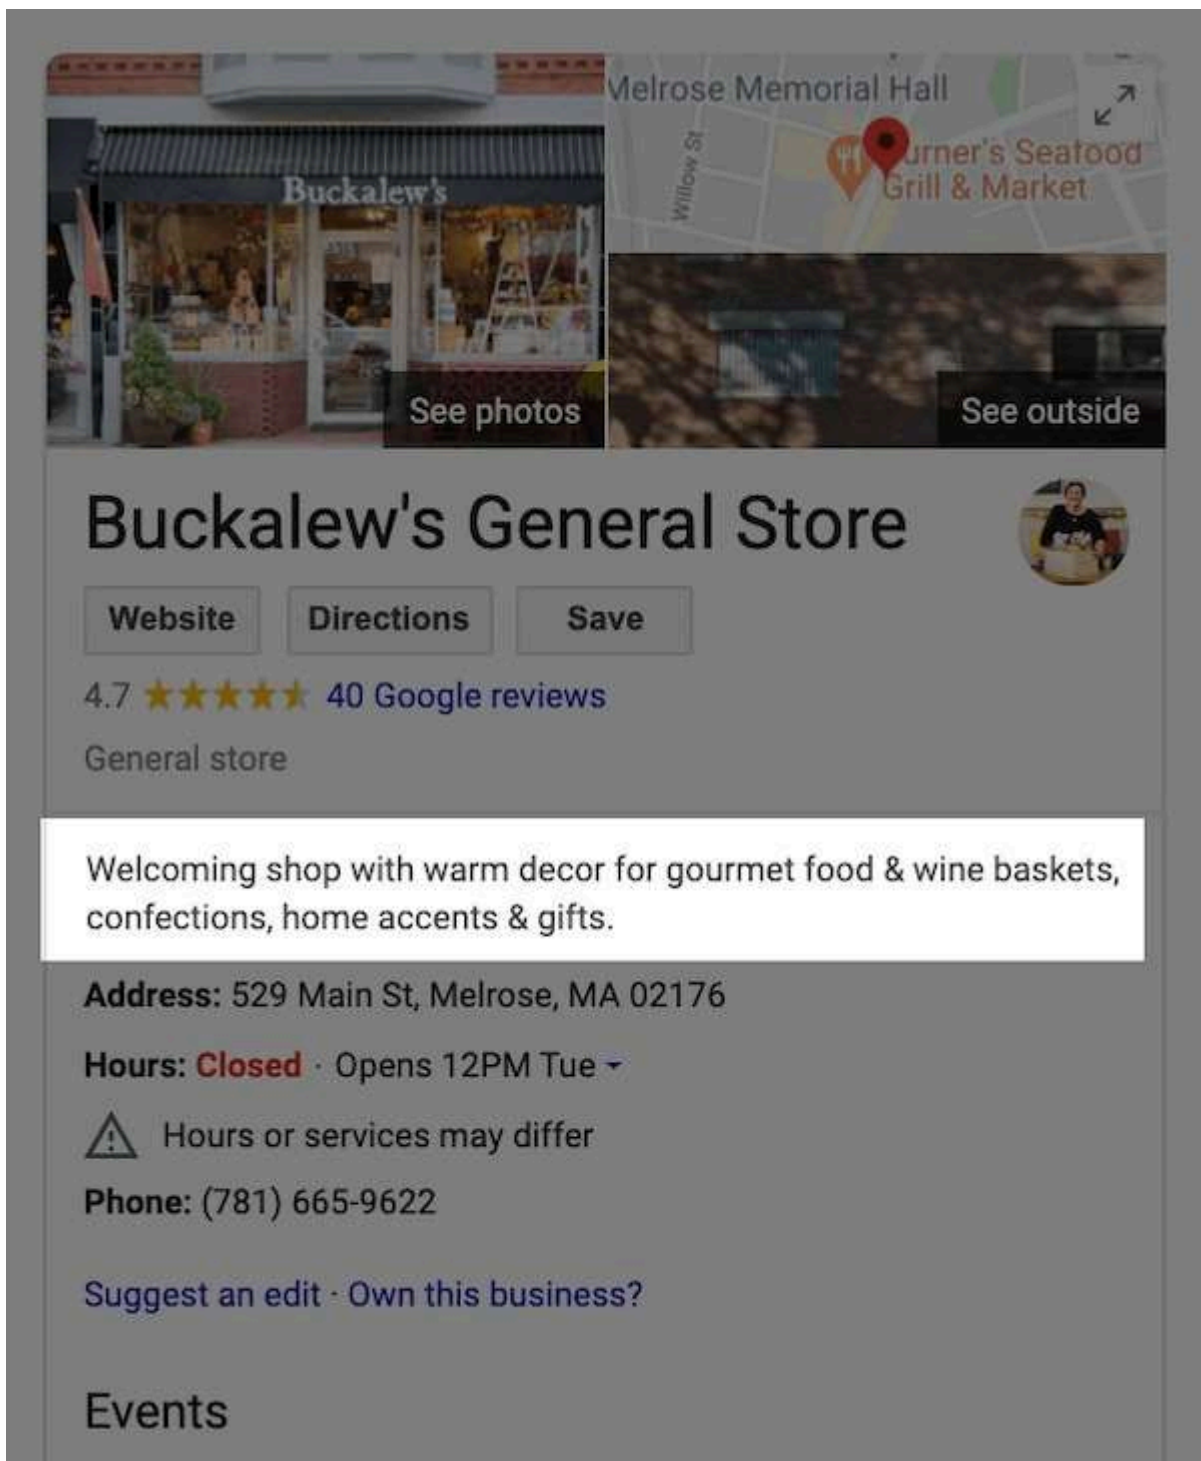 Buckalew's
Melrose Memorial Hall
Willow St
Turner's Seafood
Grill & Market
See photos
See outside
Buckalew's General Store
Website
Directions
Save
4.7
40 Google reviews
General store
Welcoming shop with warm decor for gourmet food & wine baskets,
confections, home accents & gifts.
Address: 529 Main St, Melrose, MA 02176
Hours: Closed · Opens 12PM Tue
Hours or services may differ
Phone: (781) 665-9622
Suggest an edit · Own this business?
Events